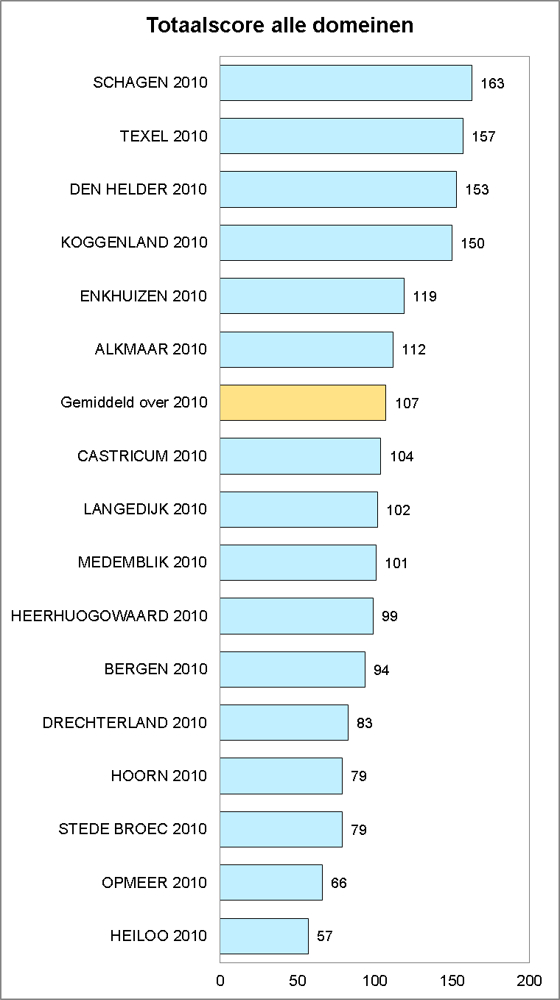 Totaalscore alle domeinen
SCHAGEN 2010 163
TEXEL 2010 157
DEN HELDER 2010 153
KOGGENLAND 2010 150
ENKHUIZEN 2010 119
ALKMAAR 2010 112
Gemiddeld over 2010 107
CASTRICUM 2010 104
LANGEDIJK 2010 102
MEDEMBLIK 2010 101
HEERHUOGOWAARD 2010 99
BERGEN 2010 94
DRECHTERLAND 2010 83
HOORN 2010 79
STEDE BROEC 2010 79
OPMEER 2010 66
HEILOO 2010 57
0 50 100 150 200